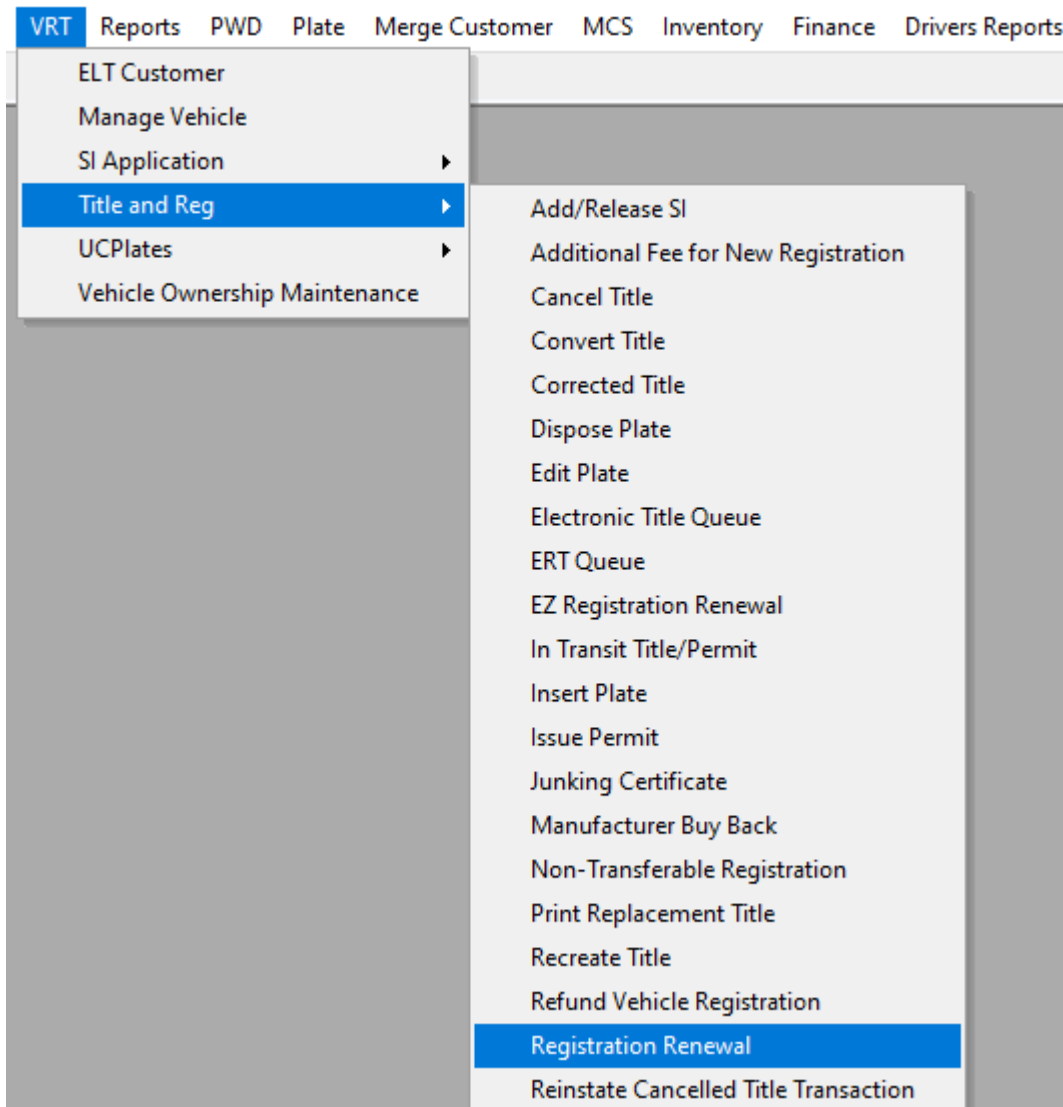 VRT Reports PWD Plate Merge Customer MCS Inventory Finance Drivers Reports
ELT Customer
Manage Vehicle
SI Application
Title and Reg
UCPlates
Vehicle Ownership Maintenance
Add/Release SI
Additional Fee for New Registration
Cancel Title
Convert Title
Corrected Title
Dispose Plate
Edit Plate
Electronic Title Queue
ERT Queue
EZ Registration Renewal
In Transit Title/Permit
Insert Plate
Issue Permit
Junking Certificate
Manufacturer Buy Back
Non-Transferable Registration
Print Replacement Title
Recreate Title
Refund Vehicle Registration
Registration Renewal
Reinstate Cancelled Title Transaction